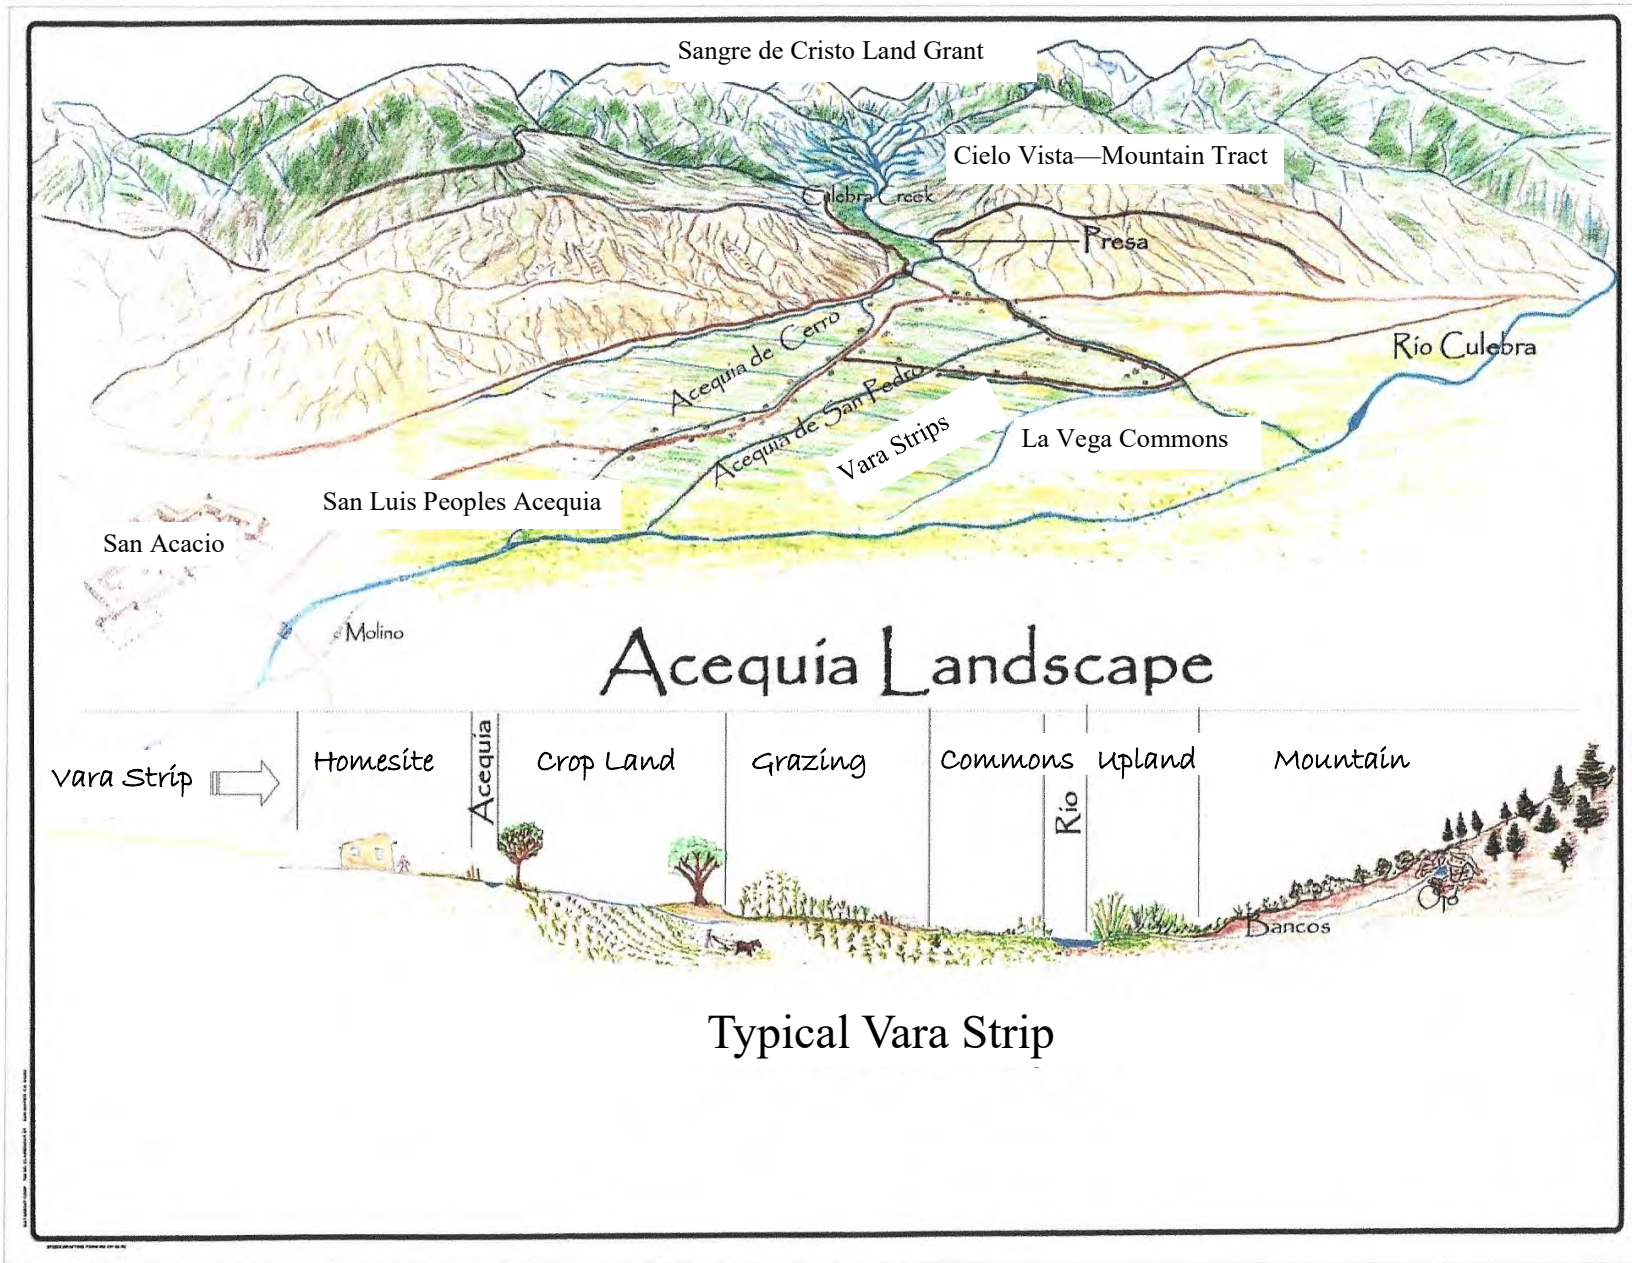 Sangre de Cristo Land Grant
Cielo Vista—Mountain Tract
Culebra Creek
Presa
Acequia de Cerro
Río Culebra
Acequia de San Pedro
Vara Strips
La Vega Commons
San Luis Peoples Acequia
San Acacio
Molino
Acequia Landscape
Vara Strip
Homesite
Acequia
Crop Land
Grazing
Commons
Río
Upland
Mountain
Ojo
Bancos
Typical Vara Strip